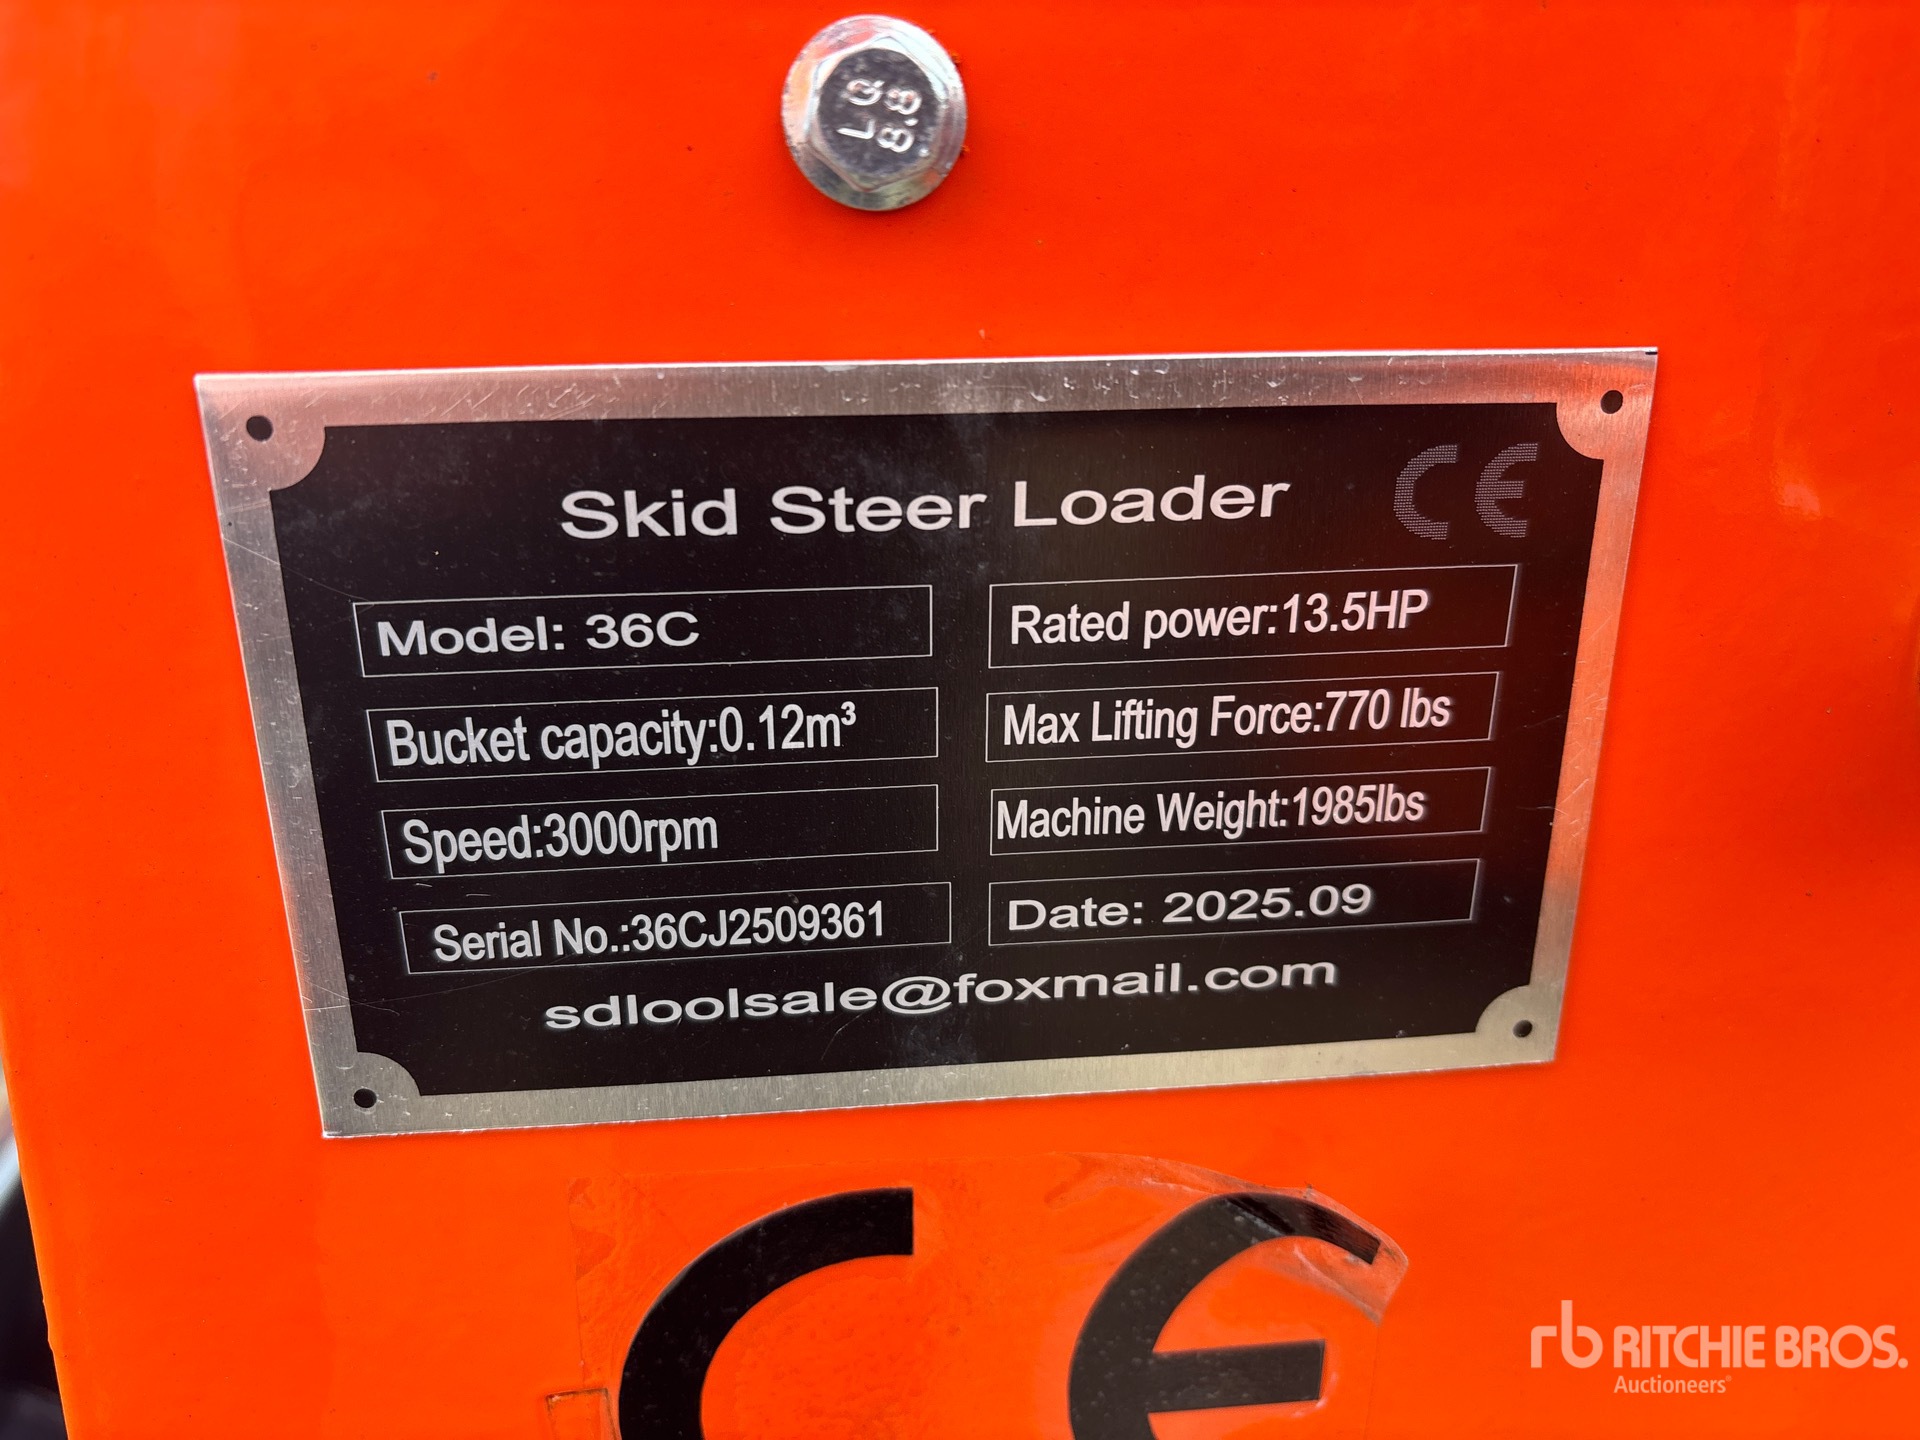 LQ
8.8
Skid Steer Loader CE
Model: 36C
Rated power:13.5HP
Bucket capacity:0.12m³
Max Lifting Force:770 lbs
Speed:3000rpm
Machine Weight:1985lbs
Serial No.:36CJ2509361
Date: 2025.09
sdloolsale@foxmail.com
CE
rb RITCHIE BROS.
Auctioneers